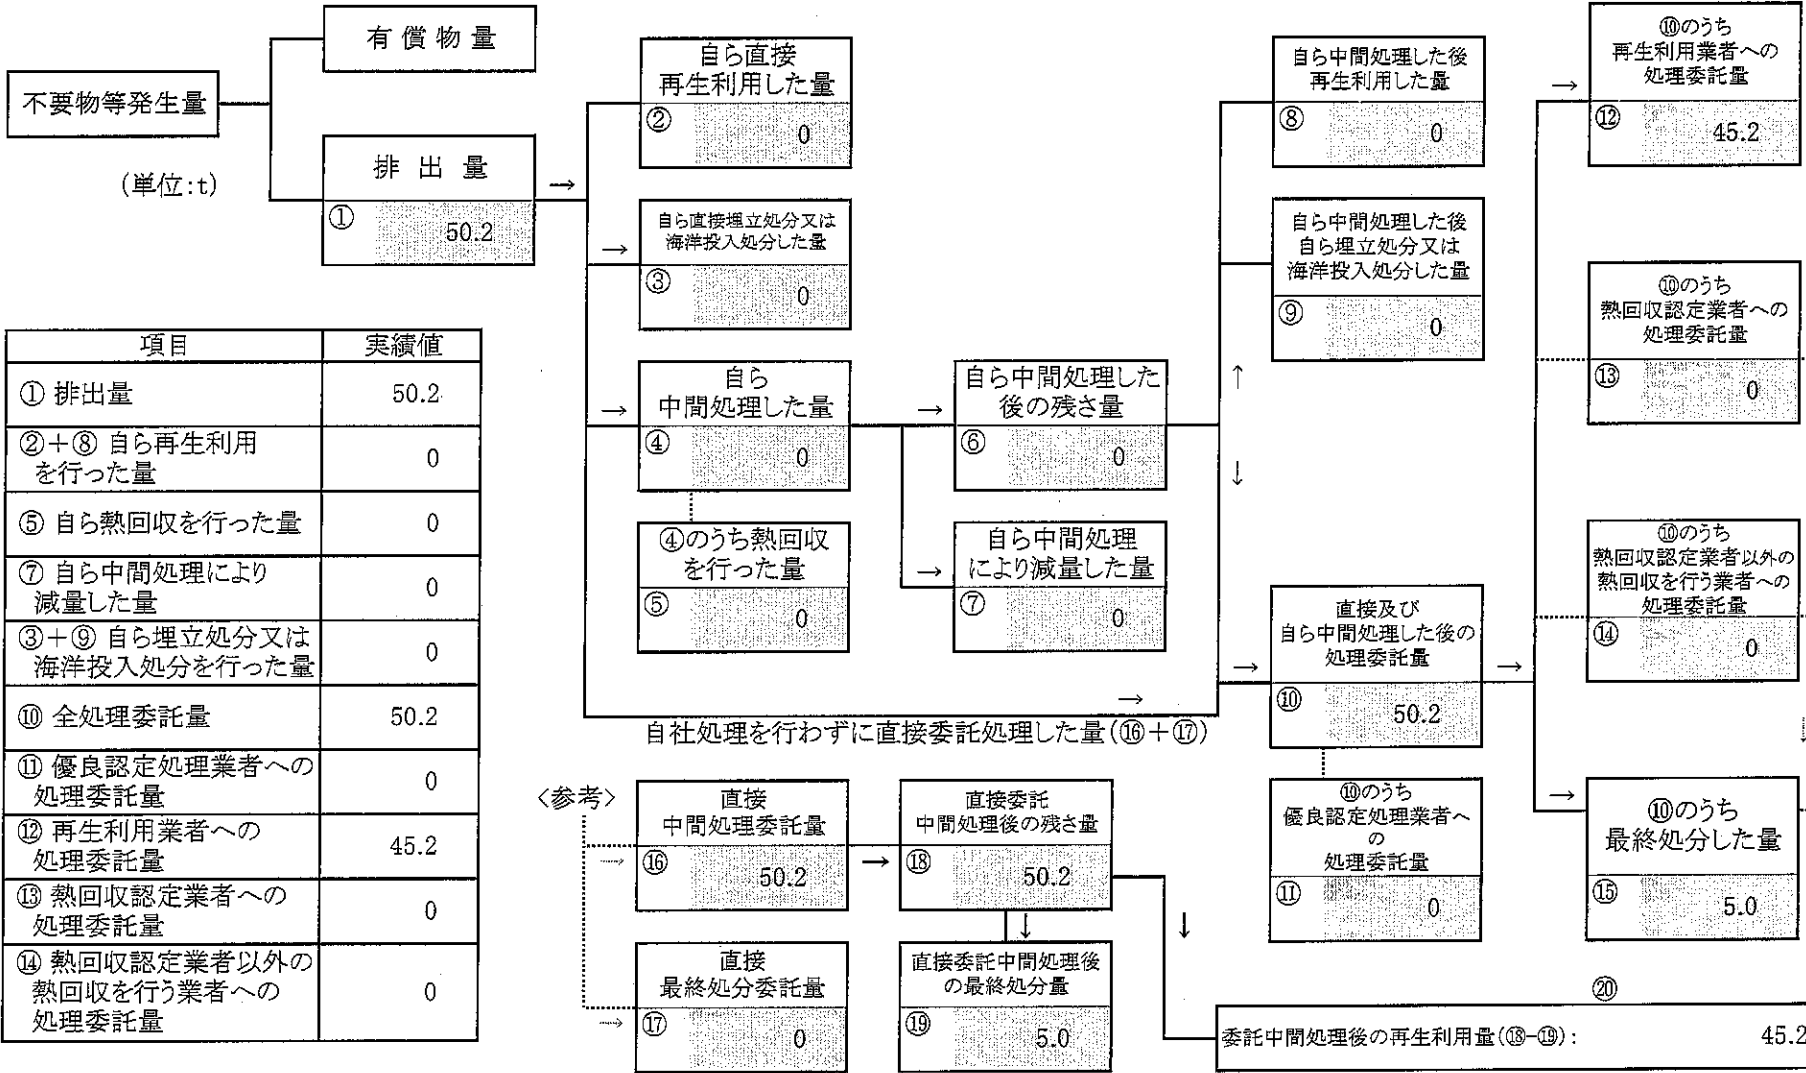 有 償 物 量
不要物等発生量
(単位:t)
排 出 量
①
50.2
→
自ら直接
再生利用した量
②
0
→
自ら直接埋立処分又は
海洋投入処分した量
③
0
→
自ら
中間処理した量
④
0
④のうち熱回収
を行った量
⑤
0
→
自ら中間処理した
後の残さ量
⑥
0
→
自ら中間処理
により減量した量
⑦
0
自ら中間処理した後
再生利用した量
⑧
0
自ら中間処理した後
自ら埋立処分又は
海洋投入処分した量
⑨
0
↑
↓
→
自社処理を行わずに直接委託処理した量(⑯+⑰)
→
直接及び
自ら中間処理した後の
処理委託量
⑩
50.2
→
⑩のうち
優良認定処理業者へ
の
処理委託量
⑪
0
→
⑩のうち
再生利用業者への
処理委託量
⑫
45.2
⑩のうち
熱回収認定業者への
処理委託量
⑬
0
⑩のうち
熱回収認定業者以外の
熱回収を行う業者への
処理委託量
⑭
0
→
⑩のうち
最終処分した量
⑮
5.0
項目 実績値
① 排出量 50.2
②+⑧ 自ら再生利用
を行った量 0
⑤ 自ら熱回収を行った量 0
⑦ 自ら中間処理により
減量した量 0
③+⑨ 自ら埋立処分又は
海洋投入処分を行った量 0
⑩ 全処理委託量 50.2
⑪ 優良認定処理業者への
処理委託量 0
⑫ 再生利用業者への
処理委託量 45.2
⑬ 熱回収認定業者への
処理委託量 0
⑭ 熱回収認定業者以外の
熱回収を行う業者への
処理委託量 0
<参考>
→
直接
中間処理委託量
⑯
50.2
→
直接委託
中間処理後の残さ量
⑱
50.2
↓
↓
→
直接
最終処分委託量
⑰
0
直接委託中間処理後
の最終処分量
⑲
5.0
⑳
委託中間処理後の再生利用量(⑱-⑲): 45.2